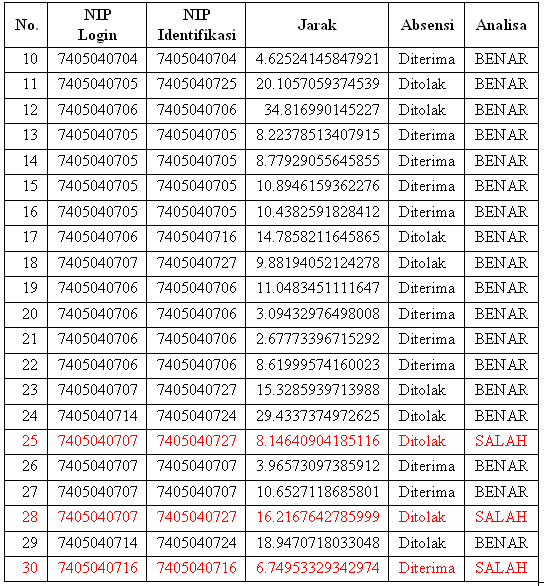 No. NIP Login NIP Identifikasi Jarak Absensi Analisa
10 7405040704 7405040704 4.62524145847921 Diterima BENAR
11 7405040705 7405040725 20.1057059374539 Ditolak BENAR
12 7405040706 7405040706 34.816990145227 Ditolak BENAR
13 7405040705 7405040705 8.22378513407915 Diterima BENAR
14 7405040705 7405040705 8.77929055645855 Diterima BENAR
15 7405040705 7405040705 10.8946159362276 Diterima BENAR
16 7405040705 7405040705 10.4382591828412 Diterima BENAR
17 7405040706 7405040716 14.7858211645865 Ditolak BENAR
18 7405040707 7405040727 9.88194052124278 Ditolak BENAR
19 7405040706 7405040706 11.0483451111647 Diterima BENAR
20 7405040706 7405040706 3.09432976498008 Diterima BENAR
21 7405040706 7405040706 2.67773396715292 Diterima BENAR
22 7405040706 7405040706 8.61999574160023 Diterima BENAR
23 7405040707 7405040727 15.3285939713988 Ditolak BENAR
24 7405040714 7405040724 29.4337374972625 Ditolak BENAR
25 7405040707 7405040727 8.14640904185116 Ditolak SALAH
26 7405040707 7405040707 3.96573097385912 Diterima BENAR
27 7405040707 7405040707 10.6527118685801 Diterima BENAR
28 7405040707 7405040727 16.2167642785999 Ditolak SALAH
29 7405040714 7405040724 18.9470718033048 Ditolak BENAR
30 7405040716 7405040716 6.74953329342974 Diterima SALAH